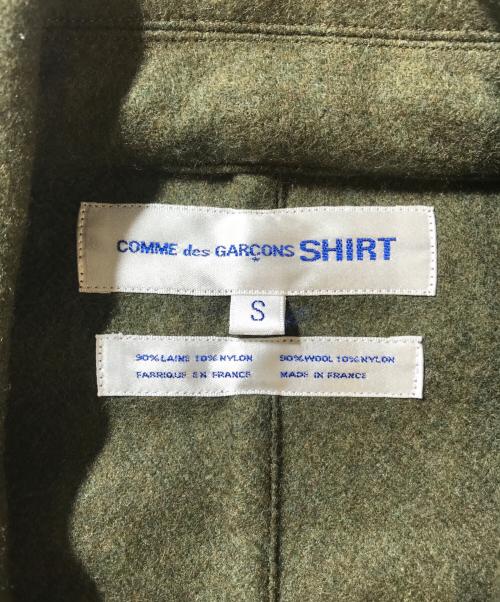 COMME des GARÇONS SHIRT
S
90%LAINE 10%NYLON 90%WOOL 10%NYLON
FABRIQUE EN FRANCE MADE IN FRANCE